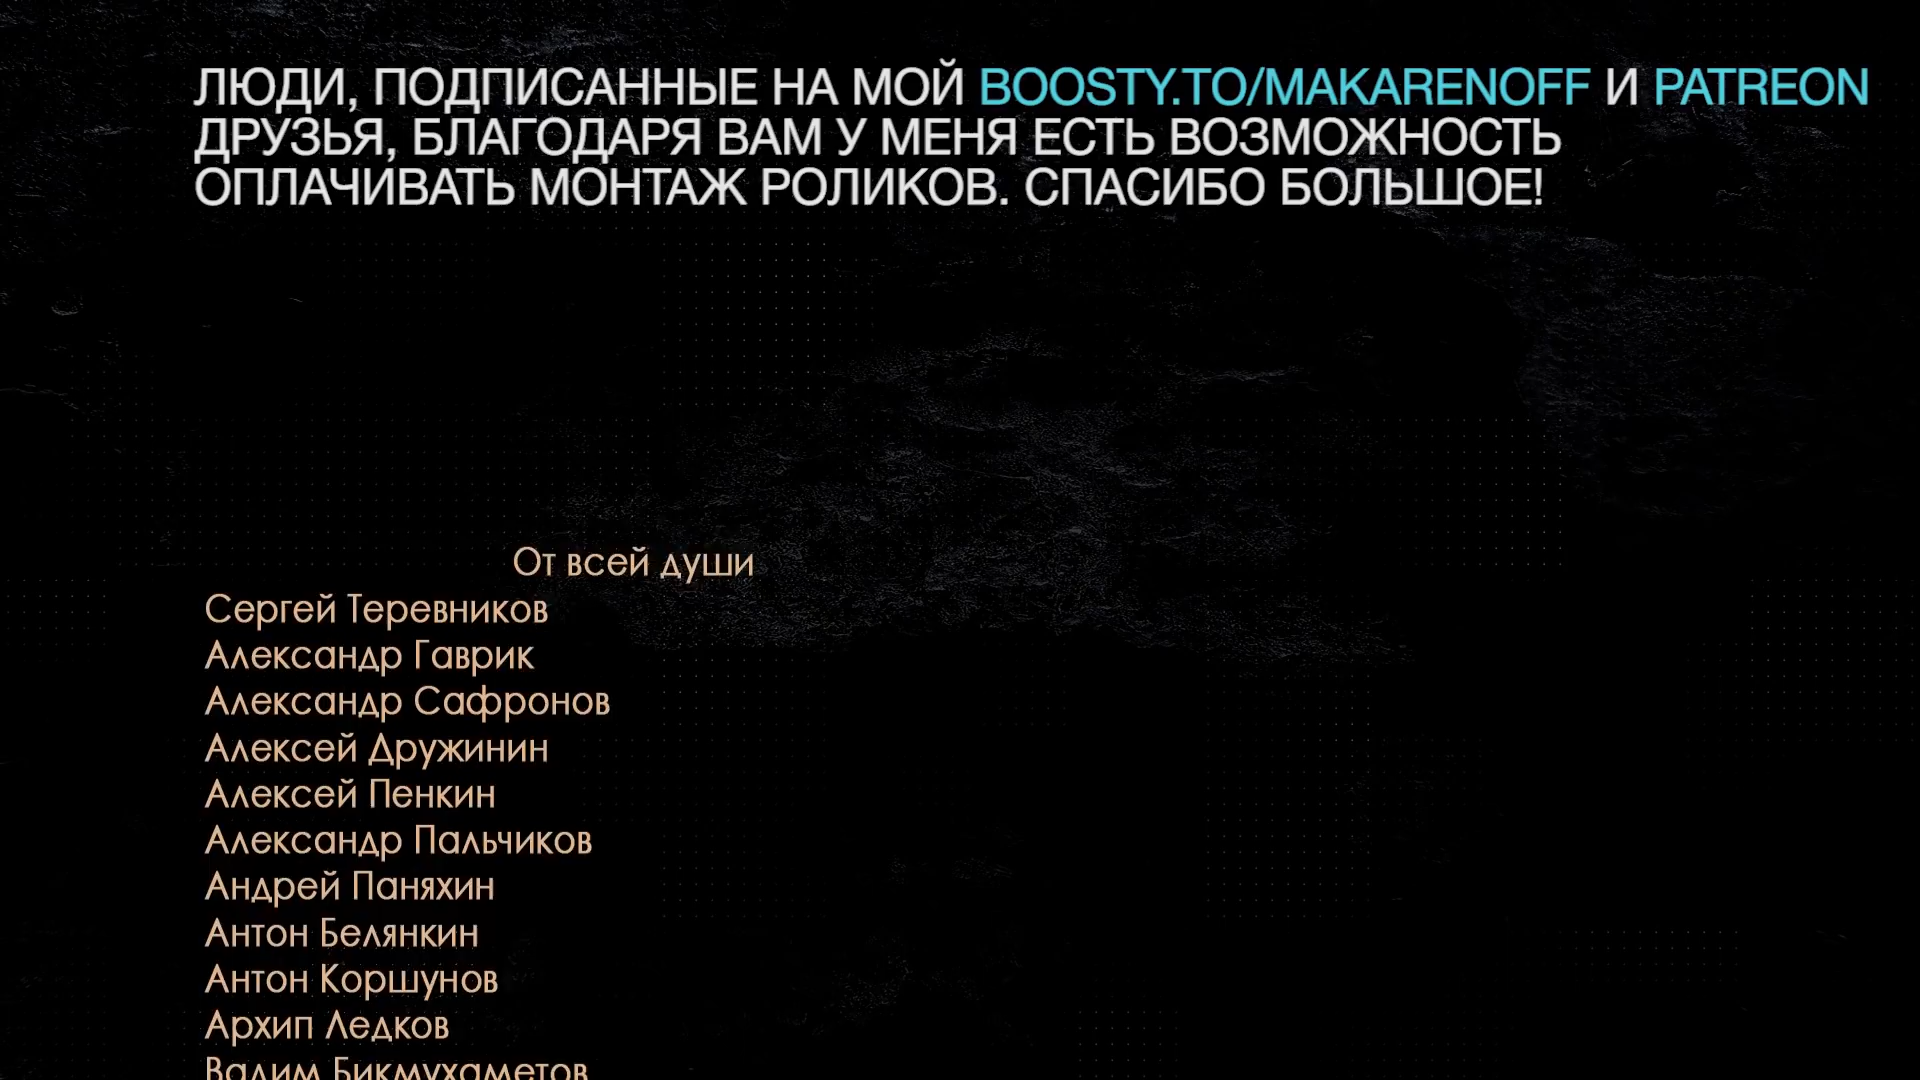 ЛЮДИ, ПОДПИСАННЫЕ НА МОЙ BOOSTY.TO/MAKARENOFF И PATREON
ДРУЗЬЯ, БЛАГОДАРЯ ВАМ У МЕНЯ ЕСТЬ ВОЗМОЖНОСТЬ
ОПЛАЧИВАТЬ МОНТАЖ РОЛИКОВ. СПАСИБО БОЛЬШОЕ!
От всей души
Сергей Теревников
Александр Гаврик
Александр Сафронов
Алексей Дружинин
Алексей Пенкин
Александр Пальчиков
Андрей Паняхин
Антон Белянкин
Антон Коршунов
Архип Ледков
Вадим Бикмухаметов